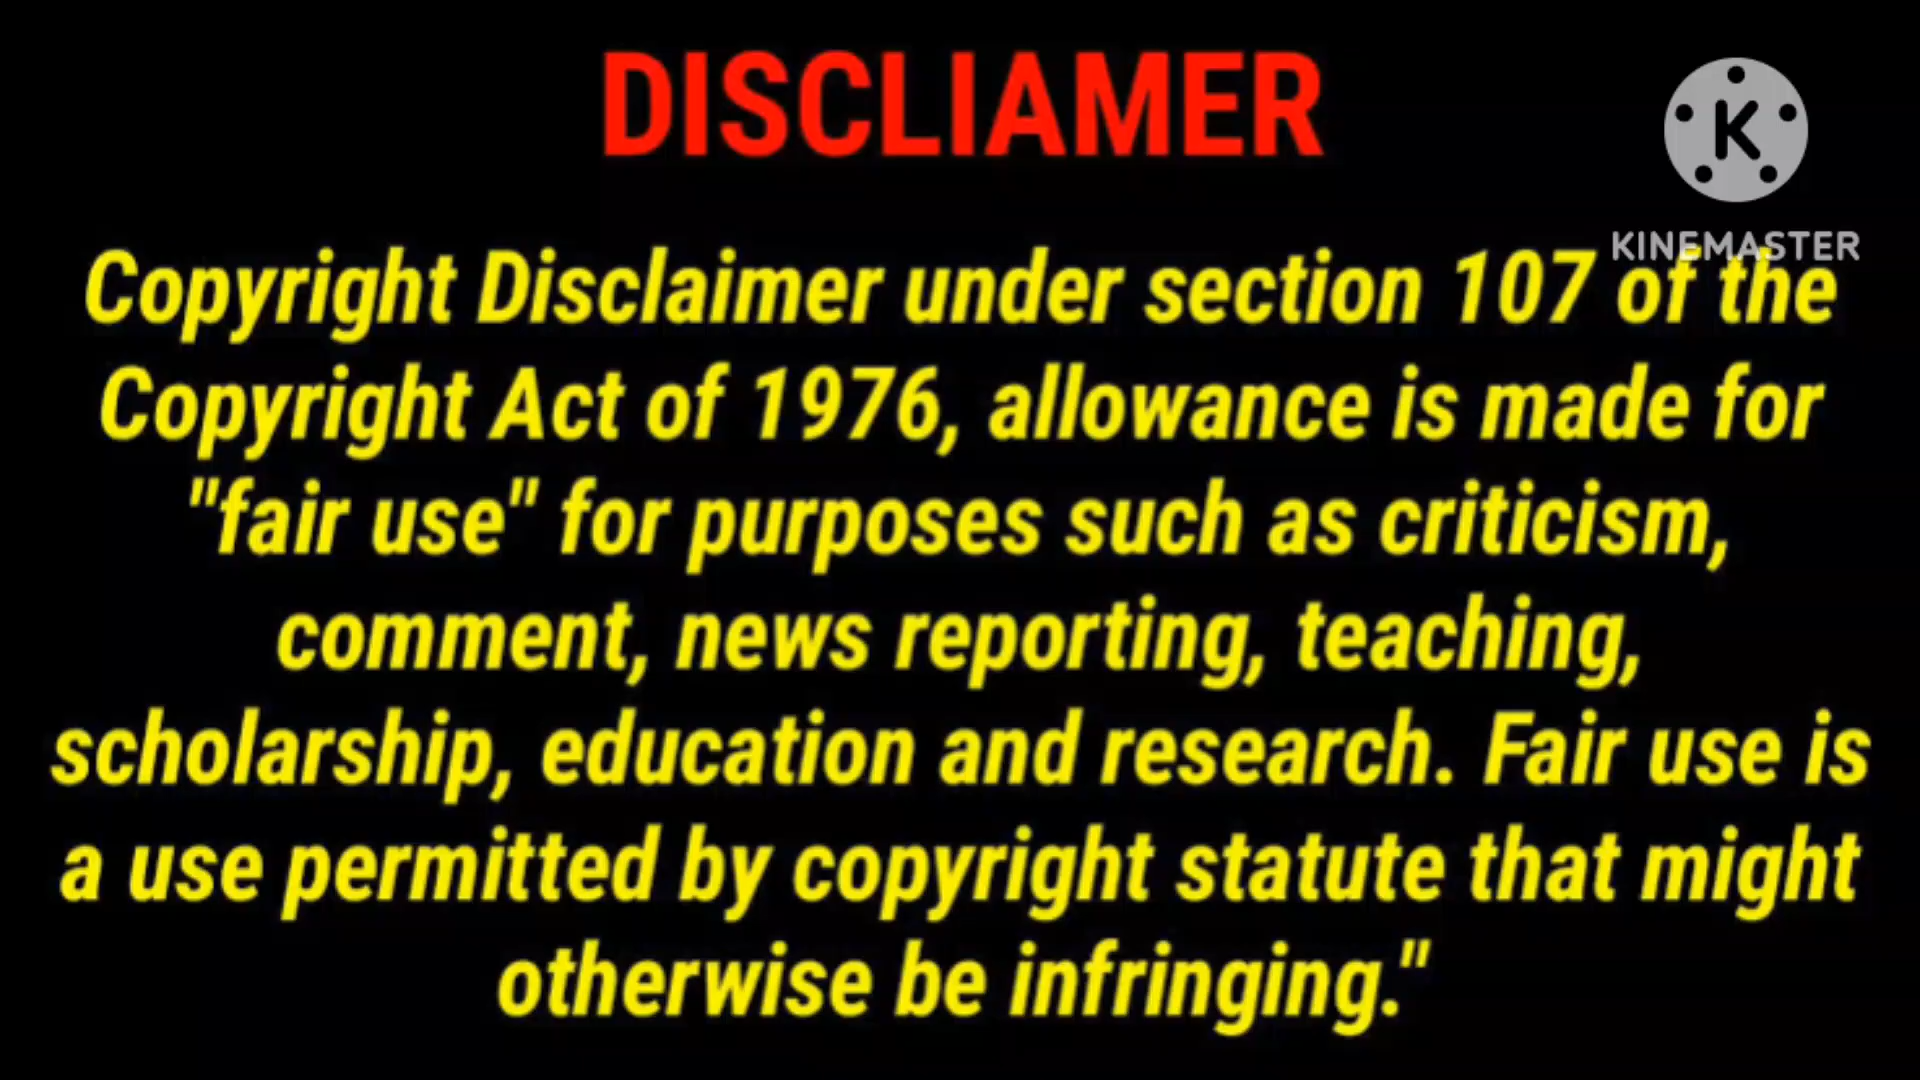 DISCLIAMER
K
KINEMASTER
Copyright Disclaimer under section 107 of the
Copyright Act of 1976, allowance is made for
"fair use" for purposes such as criticism,
comment, news reporting, teaching,
scholarship, education and research. Fair use is
a use permitted by copyright statute that might
otherwise be infringing."